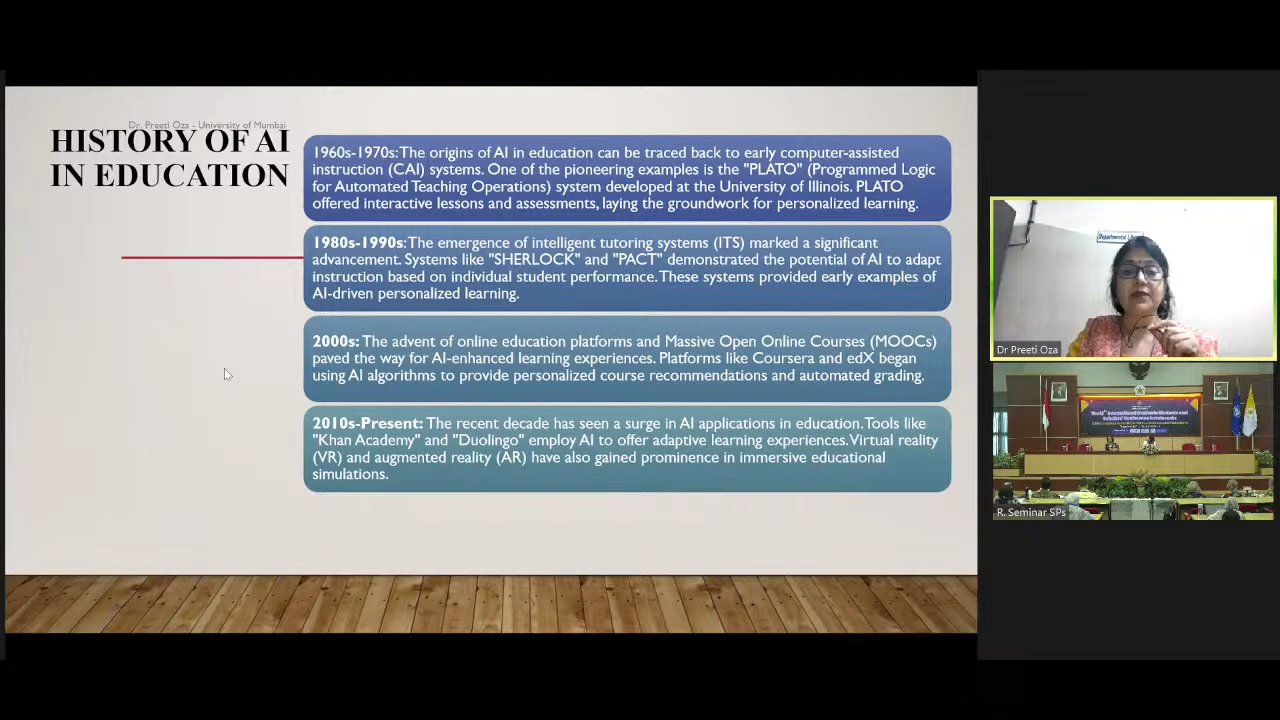 Dr. Preeti Oza - University of Mumbai
HISTORY OF AI
IN EDUCATION
1960s-1970s: The origins of AI in education can be traced back to early computer-assisted
instruction (CAI) systems. One of the pioneering examples is the "PLATO" (Programmed Logic
for Automated Teaching Operations) system developed at the University of Illinois. PLATO
offered interactive lessons and assessments, laying the groundwork for personalized learning.
1980s-1990s: The emergence of intelligent tutoring systems (ITS) marked a significant
advancement. Systems like "SHERLOCK" and "PACT" demonstrated the potential of AI to adapt
instruction based on individual student performance. These systems provided early examples of
AI-driven personalized learning.
2000s: The advent of online education platforms and Massive Open Online Courses (MOOCs)
paved the way for AI-enhanced learning experiences. Platforms like Coursera and edX began
using AI algorithms to provide personalized course recommendations and automated grading.
2010s-Present: The recent decade has seen a surge in AI applications in education. Tools like
"Khan Academy" and "Duolingo" employ AI to offer adaptive learning experiences. Virtual reality
(VR) and augmented reality (AR) have also gained prominence in immersive educational
simulations.
Departmental
Dr Preeti Oza
R. Seminar SPs